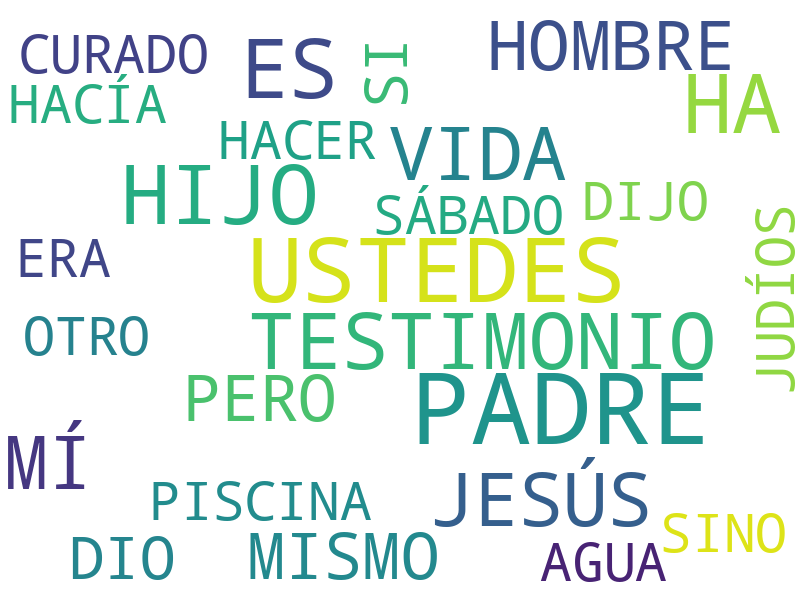 CURADO
ES
SI
HOMBRE
HACÍA
HA
HACER
VIDA
HIJO
SÁBADO
DIJO
JUDÍOS
ERA
USTEDES
OTRO
TESTIMONIO
PERO
PADRE
MÍ
PISCINA
JESÚS
SINO
DIO
MISMO
AGUA